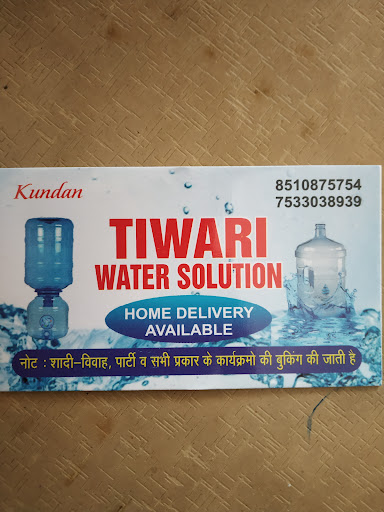 Kundan
8510875754
7533038939
TIWARI
WATER SOLUTION
HOME DELIVERY
AVAILABLE
नोट : शादी-विवाह, पार्टी व सभी प्रकार के कार्यक्रमो की बुकिंग की जाती है